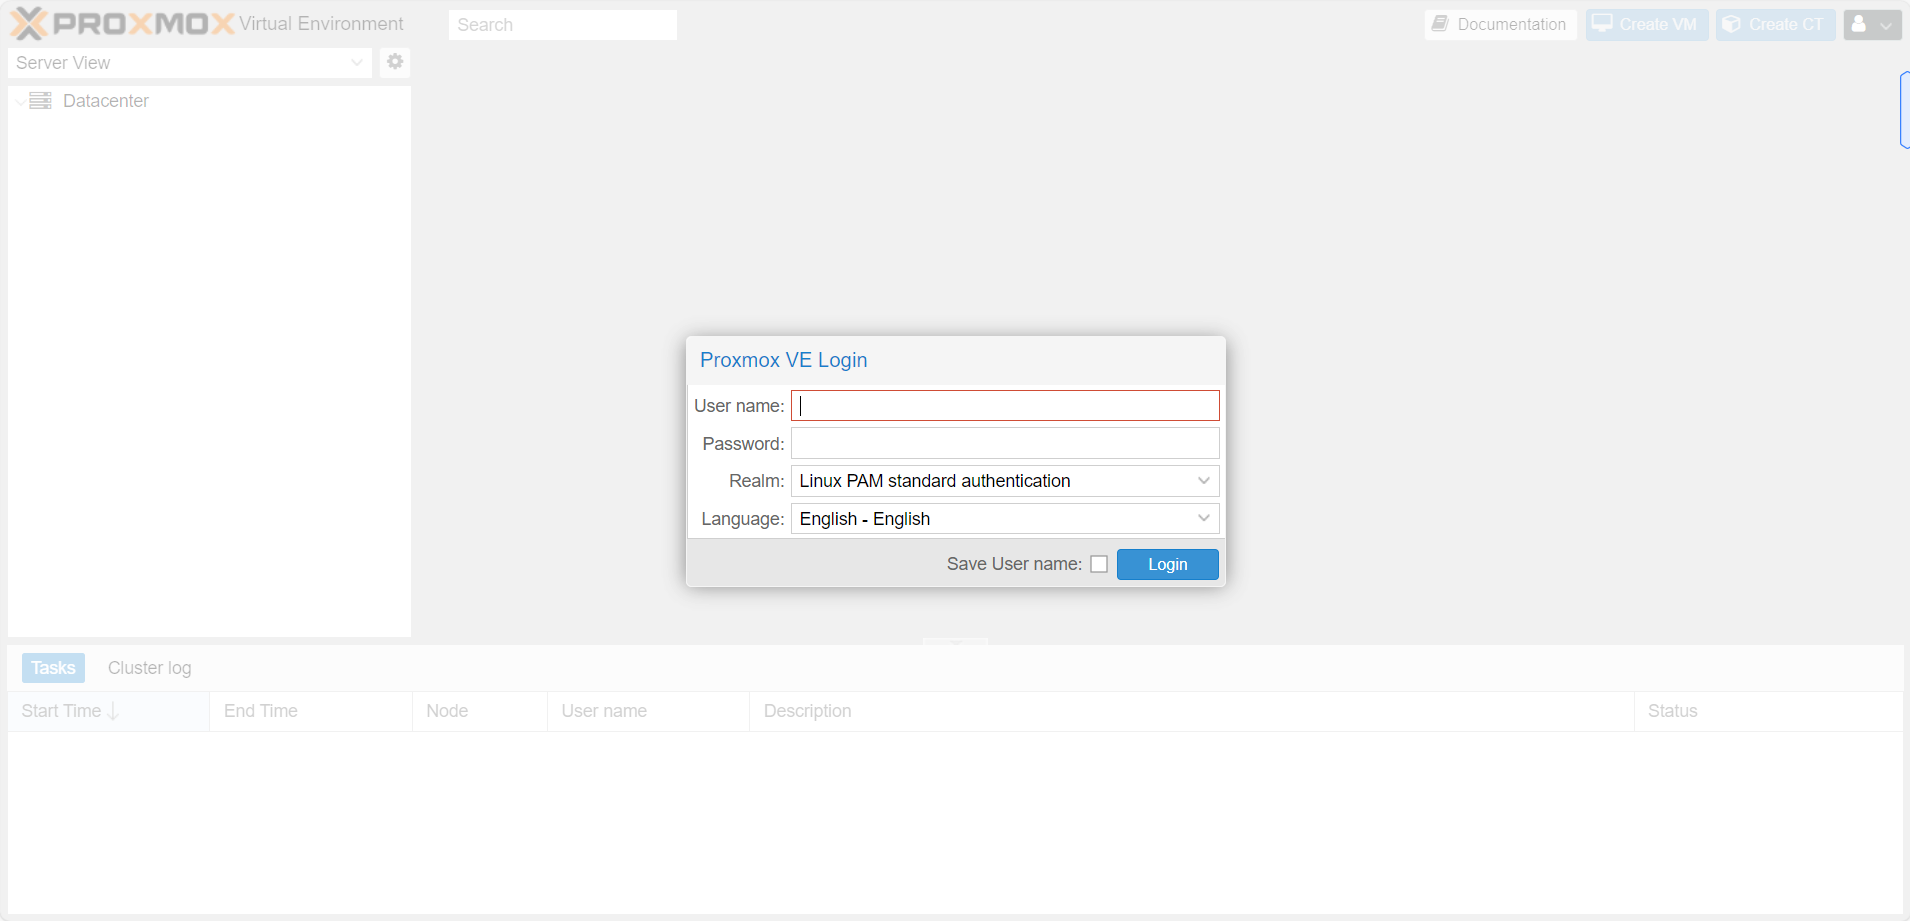 PROXMOX Virtual Environment
Search
Documentation
Create VM
Create CT
Server View
Datacenter
Proxmox VE Login
User name:
Password:
Realm: Linux PAM standard authentication
Language: English - English
Save User name: Login
Tasks Cluster log
Start Time End Time Node User name Description Status